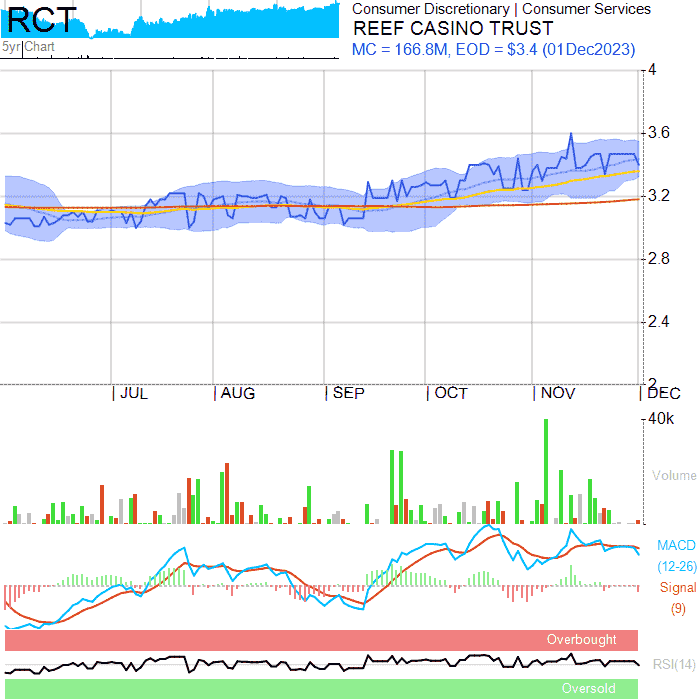 RCT
Consumer Discretionary | Consumer Services
REEF CASINO TRUST
5yr Chart
MC = 166.8M, EOD = $3.4 (01Dec2023)
4
3.6
3.2
2.8
2.4
2
JUL AUG SEP OCT NOV DEC
40k
Volume
MACD
(12-26)
Signal
(9)
Overbought
RSI(14)
Oversold